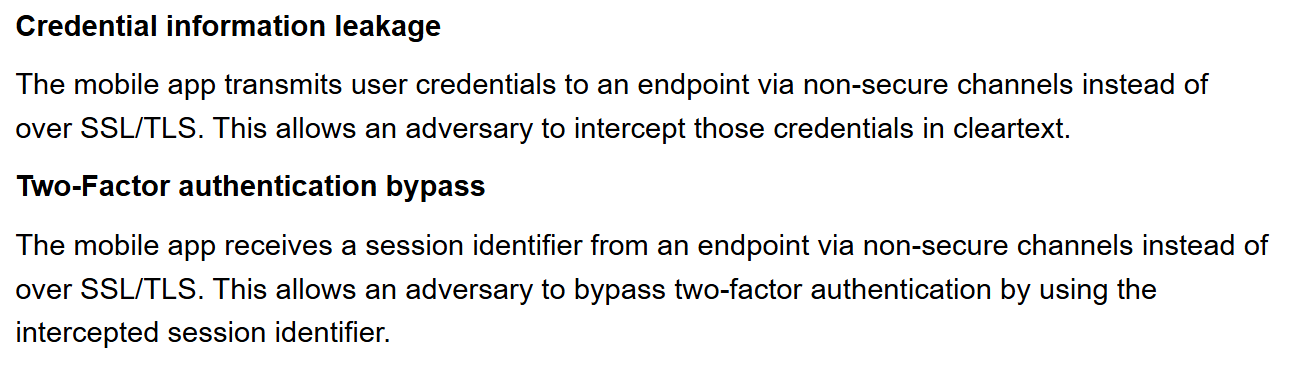 Credential information leakage
The mobile app transmits user credentials to an endpoint via non-secure channels instead of
over SSL/TLS. This allows an adversary to intercept those credentials in cleartext.
Two-Factor authentication bypass
The mobile app receives a session identifier from an endpoint via non-secure channels instead of
over SSL/TLS. This allows an adversary to bypass two-factor authentication by using the
intercepted session identifier.